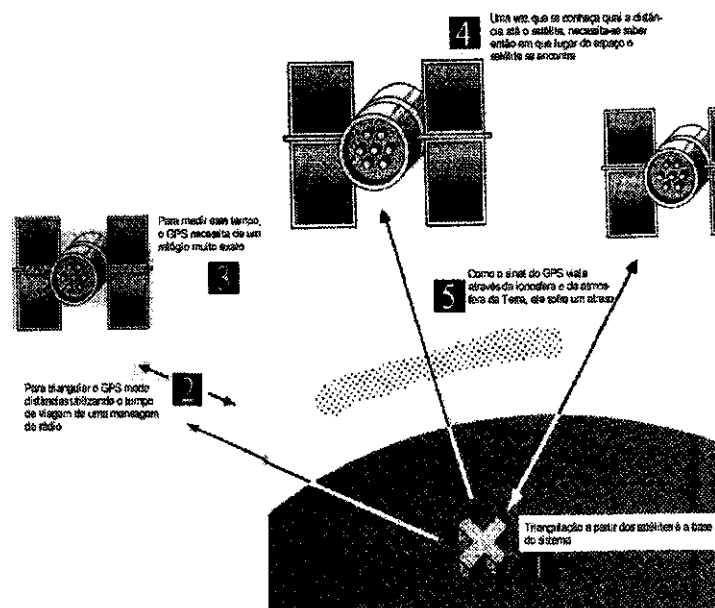 4
Uma vez que se conheça qual a distân-
cia até o satélite, necesita-se saber
então em que lugar do espaço o
satélite se encontra
Para medir esse tempo,
o GPS necesita de um
relógio muito exato
3
5
Como o sinal do GPS viaja
através da ionosfera e da atmos-
fera da Terra, ele sofre um atraso
2
Para triangular o GPS mede
distâncias utilizando o tempo
de viagem de uma mensagem
de rádio
Triangulação a partir dos satélites é a base
do sistema